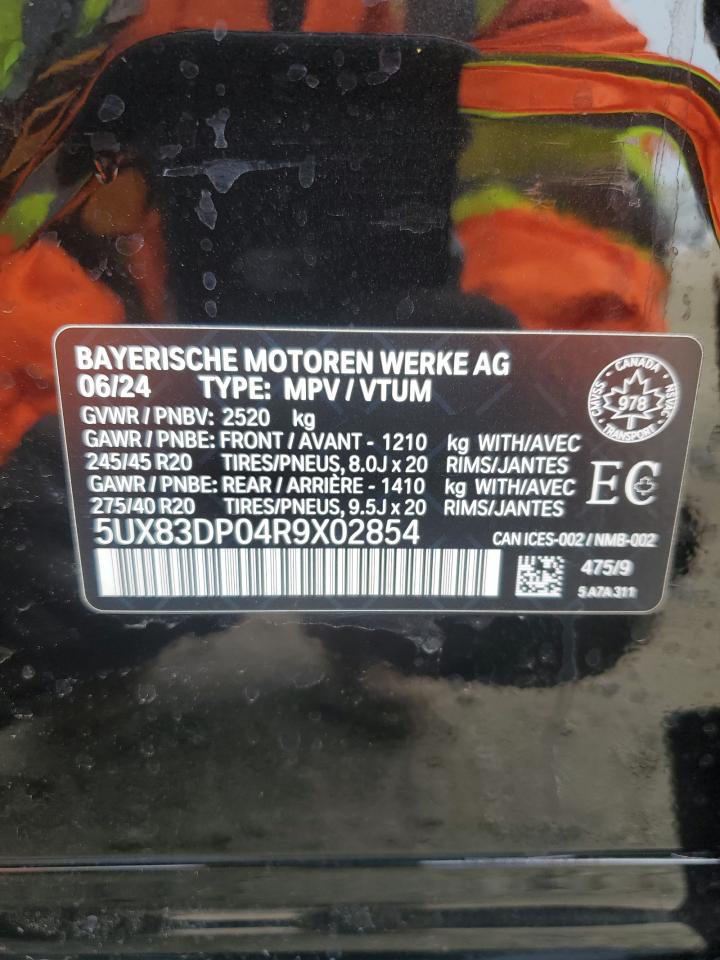 BAYERISCHE MOTOREN WERKE AG
06/24 TYPE: MPV / VTUM
GVWR / PNBV: 2520 kg
GAWR / PNBE: FRONT / AVANT - 1210 kg WITH/AVEC
245/45 R20 TIRES/PNEUS, 8.0J x 20 RIMS/JANTES
GAWR / PNBE: REAR / ARRIÈRE - 1410 kg WITH/AVEC
275/40 R20 TIRES/PNEUS, 9.5J x 20 RIMS/JANTES
5UX83DP04R9X02854
CANADA
CMVSS 978 NSVAC
TRANSPORT
EC
CAN ICES-002 / NMB-002
475/9
5A7A311